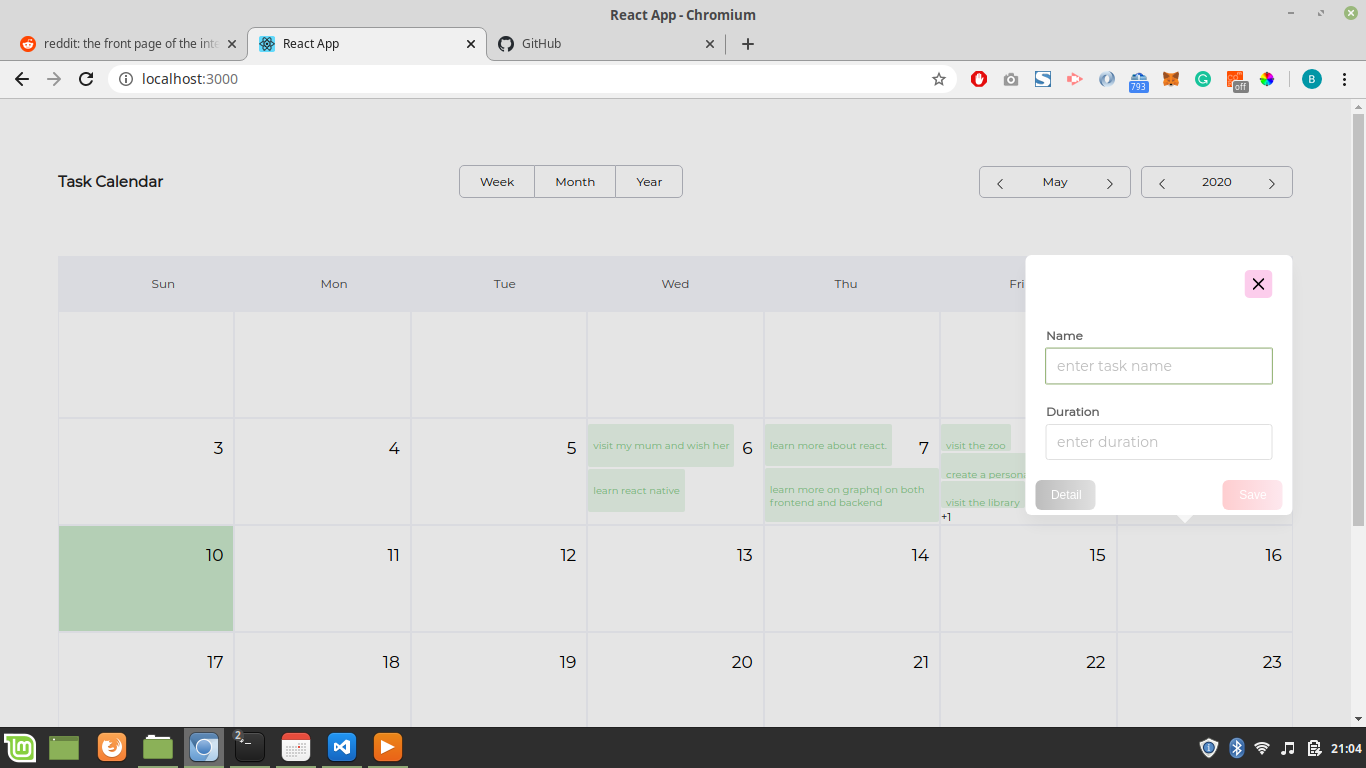 React App - Chromium
reddit: the front page of the inte
React App
GitHub
localhost:3000
793
off
B
Task Calendar
Week
Month
Year
May
2020
Sun
Mon
Tue
Wed
Thu
Fri
Name
enter task name
Duration
enter duration
Detail
Save
3
4
5
visit my mum and wish her
6
learn react native
learn more about react.
7
learn more on graphql on both
frontend and backend
visit the zoo
create a persona
visit the library
+1
10
11
12
13
14
15
16
17
18
19
20
21
22
23
2
21:04